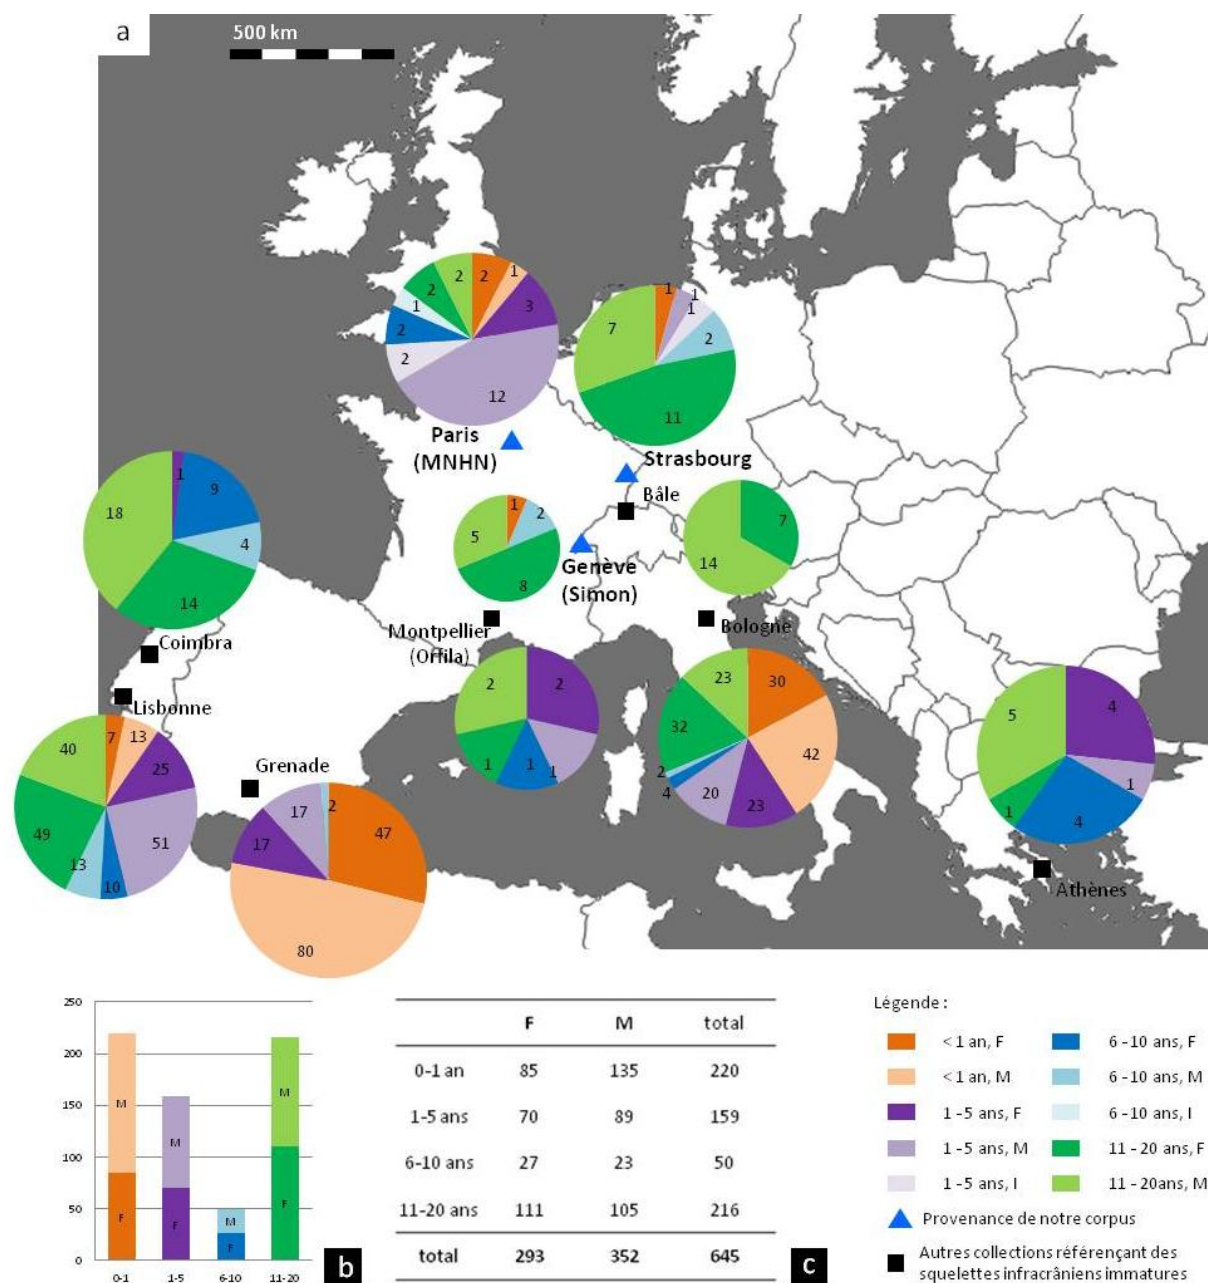 a
500 km
2
1
3
12
2
2
1
2
2
1
1
1
2
11
7
Paris
(MNHN)
Strasbourg
Bâle
1
9
4
14
18
1
2
8
5
Genève
(Simon)
7
14
Coimbra
Montpellier
(Orfila)
Bologne
Lisbonne
7
13
25
51
10
13
49
40
Grenade
47
80
17
17
2
2
1
1
1
2
30
42
23
20
4
2
32
23
4
1
4
1
5
Athènes
250
200
150
100
50
0
M
F
M
F
M
F
M
F
0-1
1-5
6-10
11-20
b
F M total
0-1 an 85 135 220
1-5 ans 70 89 159
6-10 ans 27 23 50
11-20 ans 111 105 216
total 293 352 645
c
Légende :
< 1 an, F
< 1 an, M
1 - 5 ans, F
1 - 5 ans, M
1 - 5 ans, I
6 - 10 ans, F
6 - 10 ans, M
6 - 10 ans, I
11 - 20 ans, F
11 - 20ans, M
Provenance de notre corpus
Autres collections référençant des
squelettes infracrâniens immatures